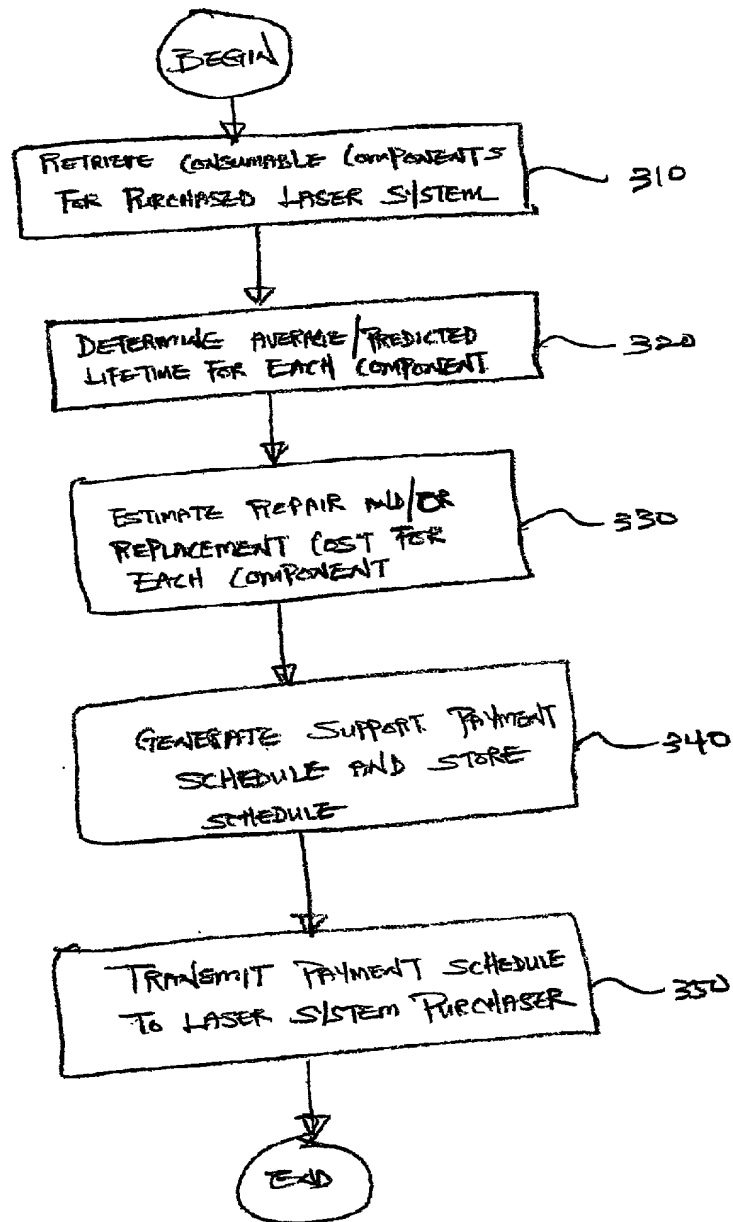 BEGIN
RETRIEVE CONSUMABLE COMPONENTS
FOR PURCHASED LASER SYSTEM
310
DETERMINE AVERAGE/PREDICTED
LIFETIME FOR EACH COMPONENT
320
ESTIMATE REPAIR AND/OR
REPLACEMENT COST FOR
EACH COMPONENT
330
GENERATE SUPPORT PAYMENT
SCHEDULE AND STORE
SCHEDULE
340
TRANSMIT PAYMENT SCHEDULE
TO LASER SYSTEM PURCHASER
350
END